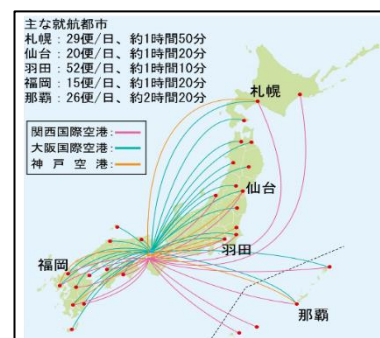 主な就航都市
札幌：29便/日、約1時間50分
仙台：20便/日、約1時間20分
羽田：52便/日、約1時間10分
福岡：15便/日、約1時間20分
那覇：26便/日、約2時間20分
札幌
関西国際空港：
大阪国際空港：
神戸空港：
仙台
福岡
羽田
那覇